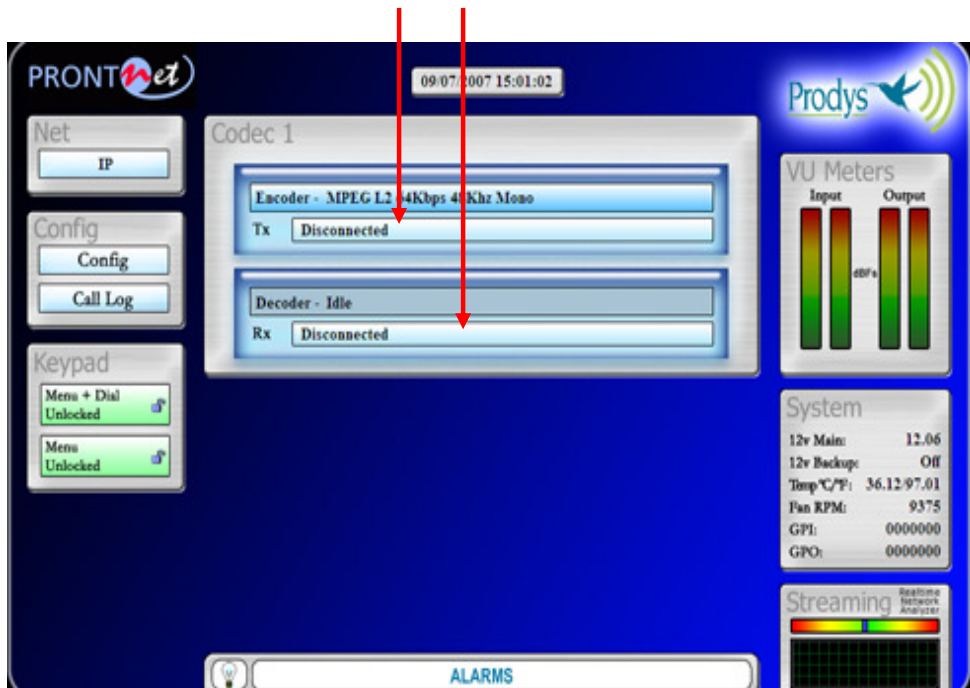 PRONTnet
09/07/2007 15:01:02
Prodys
Net
IP
Config
Config
Call Log
Keypad
Menu + Dial
Unlocked
Menu
Unlocked
Codec 1
Encoder - MPEG L2 64Kbps 48Khz Mono
Tx Disconnected
Decoder - Idle
Rx Disconnected
VU Meters
Input Output
dBFs
System
12v Main: 12.06
12v Backup: Off
Temp °C/°F: 36.12/97.01
Fan RPM: 9375
GPI: 0000000
GPO: 0000000
Streaming
Realtime
Network
Analyzer
ALARMS